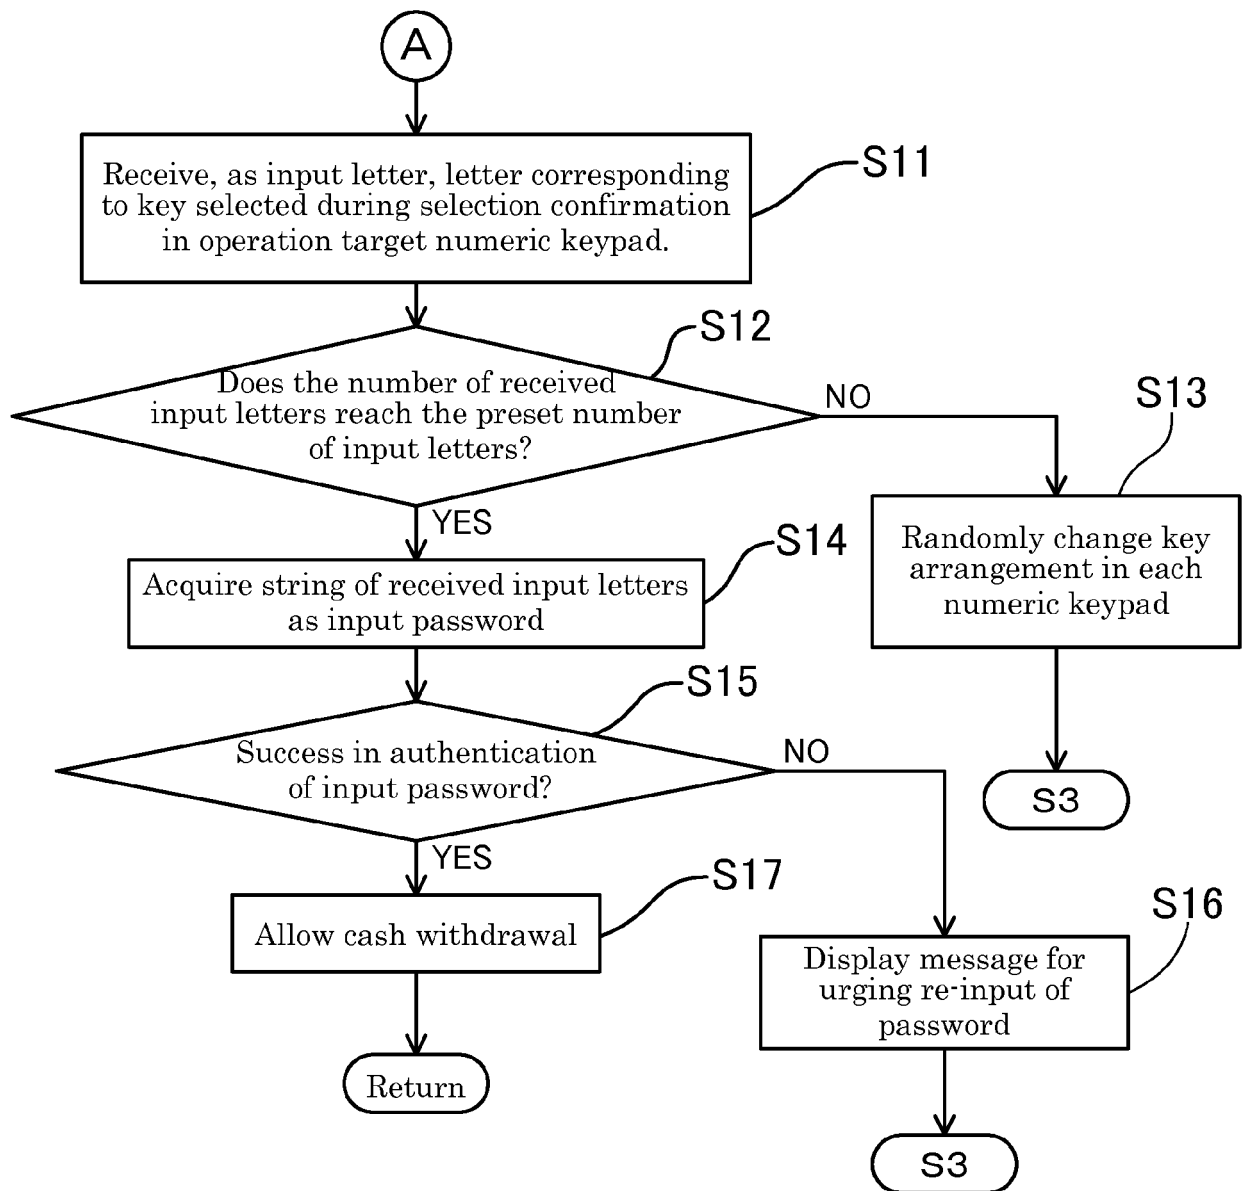 A
Receive, as input letter, letter corresponding
to key selected during selection confirmation
in operation target numeric keypad.
S11
Does the number of received
input letters reach the preset number
of input letters?
S12
NO
S13
Randomly change key
arrangement in each
numeric keypad
S3
YES
Acquire string of received input letters
as input password
S14
Success in authentication
of input password?
S15
NO
S16
Display message for
urging re-input of
password
S3
YES
Allow cash withdrawal
S17
Return